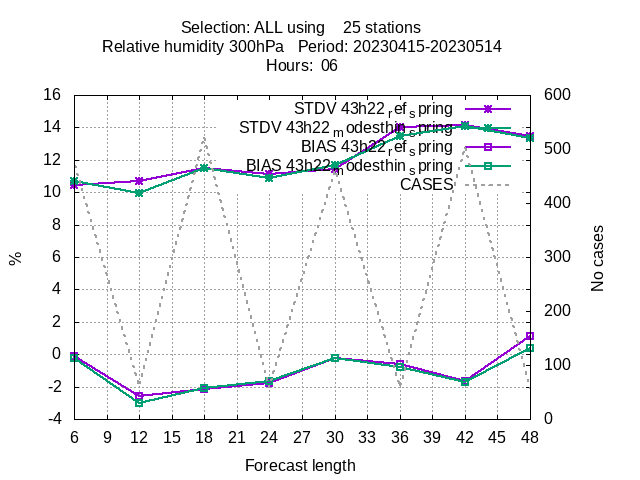 Selection: ALL using    25 stations
Relative humidity 300hPa   Period: 20230415-20230514
Hours: 06
STDV 43h22_ref_spring
STDV 43h22_modesthin_spring
BIAS 43h22_ref_spring
BIAS 43h22_modesthin_spring
CASES
16
14
12
10
8
6
4
2
0
-2
-4
%
600
500
400
300
200
100
0
No cases
6 9 12 15 18 21 24 27 30 33 36 39 42 45 48
Forecast length